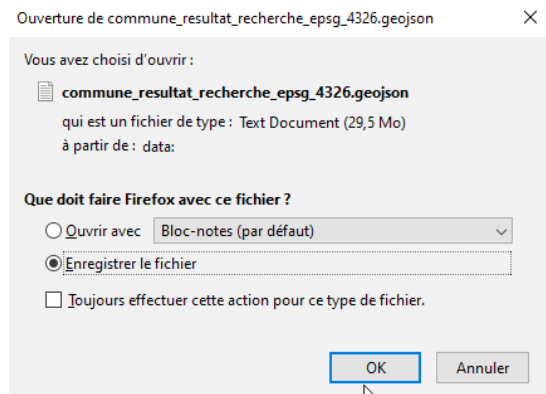 Ouverture de commune_resultat_recherche_epsg_4326.geojson
Vous avez choisi d'ouvrir :
commune_resultat_recherche_epsg_4326.geojson
qui est un fichier de type : Text Document (29,5 Mo)
à partir de : data:
Que doit faire Firefox avec ce fichier ?
Ouvrir avec Bloc-notes (par défaut)
Enregistrer le fichier
Toujours effectuer cette action pour ce type de fichier.
OK Annuler